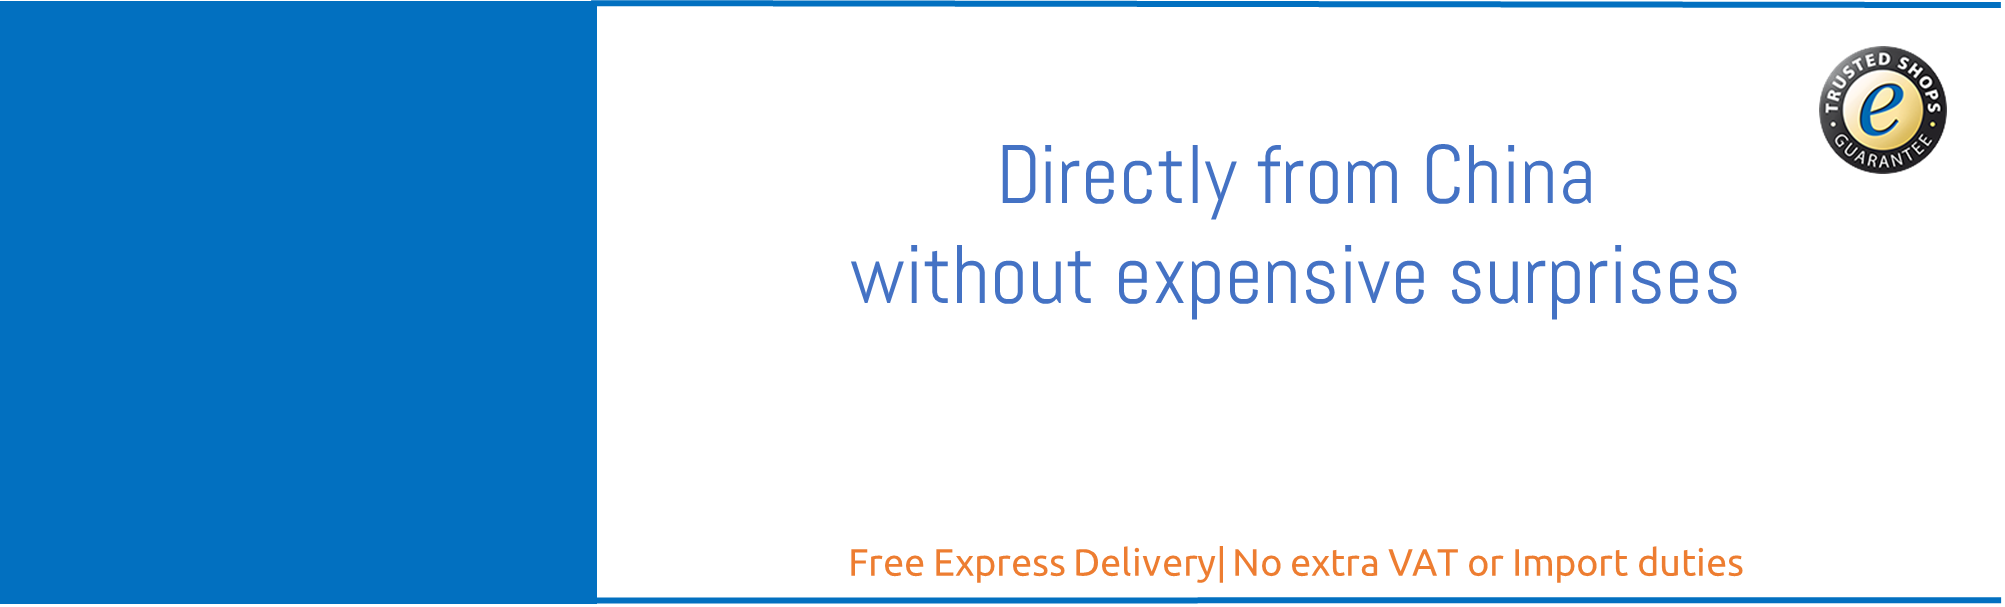 TRUSTED SHOPS
e
GUARANTEE
Directly from China
without expensive surprises
Free Express Delivery| No extra VAT or Import duties